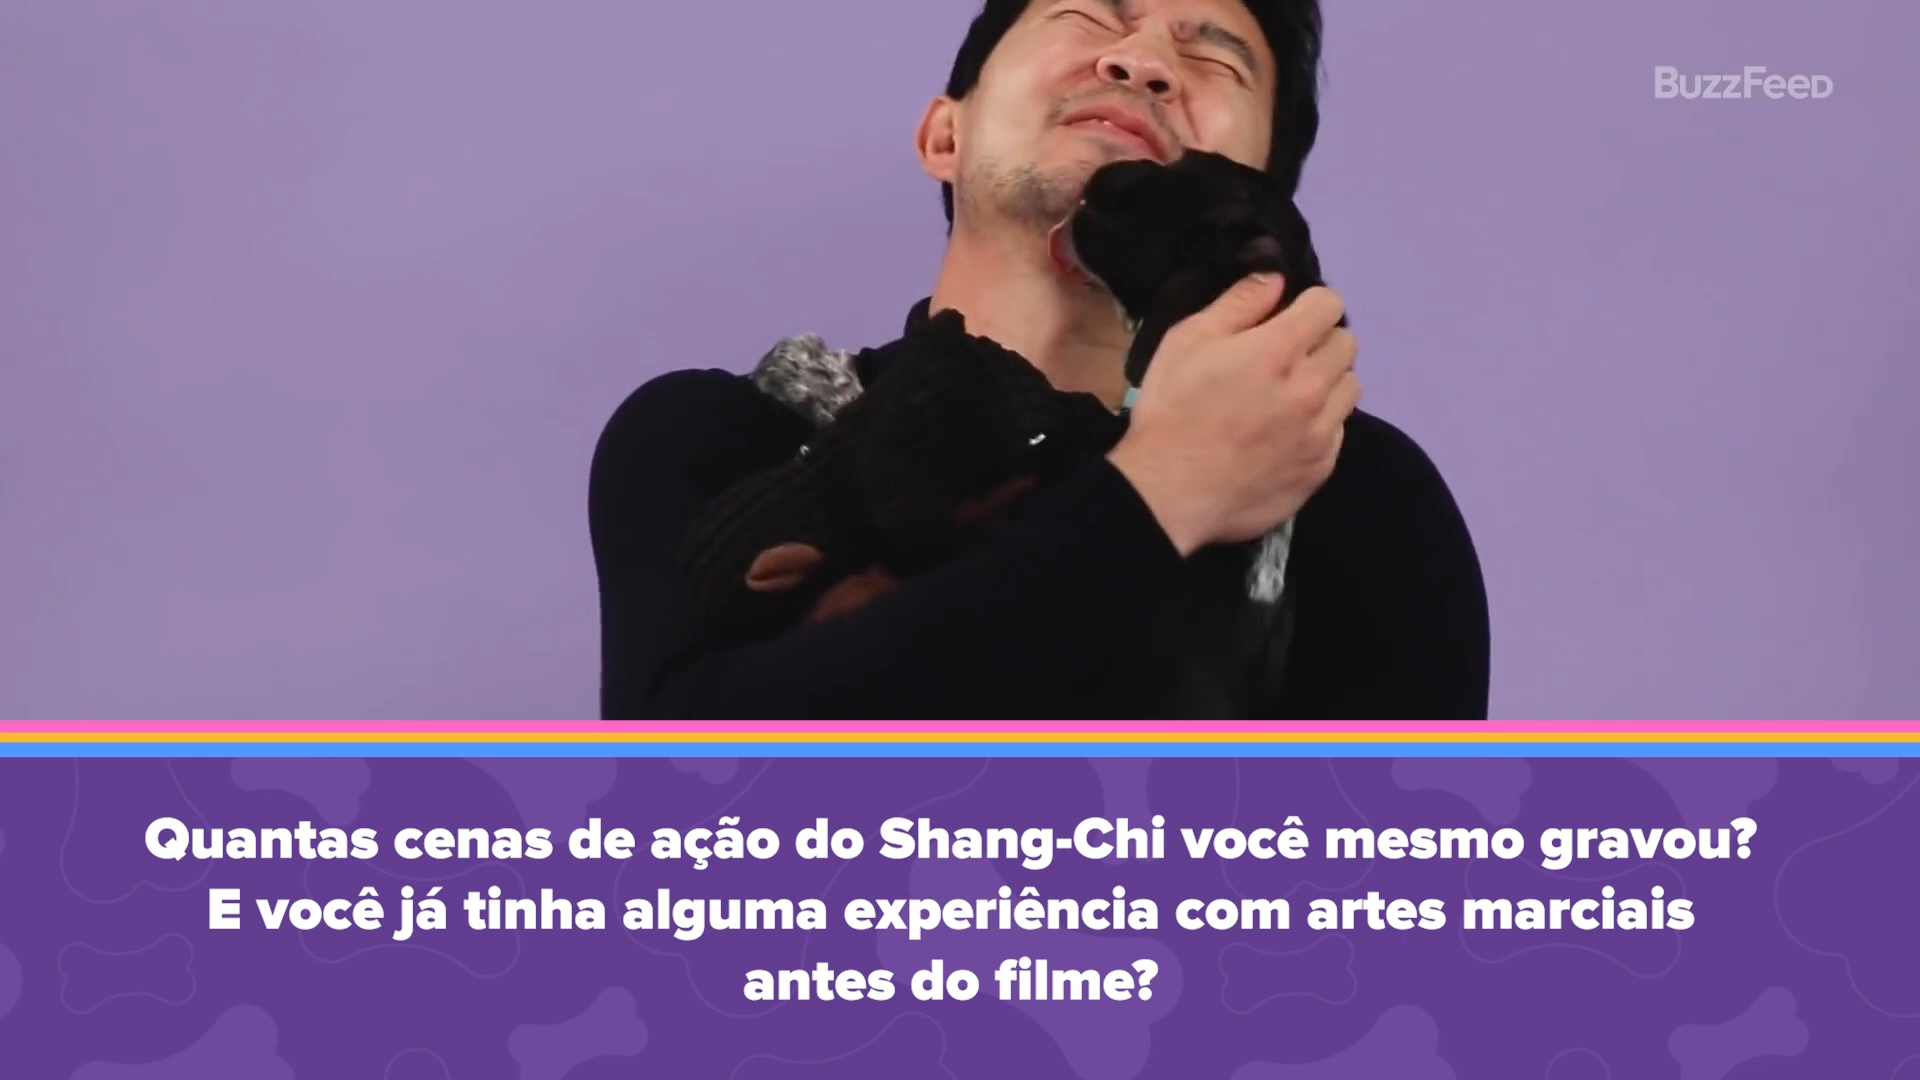 BuzzFeed
Quantas cenas de ação do Shang-Chi você mesmo gravou?
E você já tinha alguma experiência com artes marciais
antes do filme?